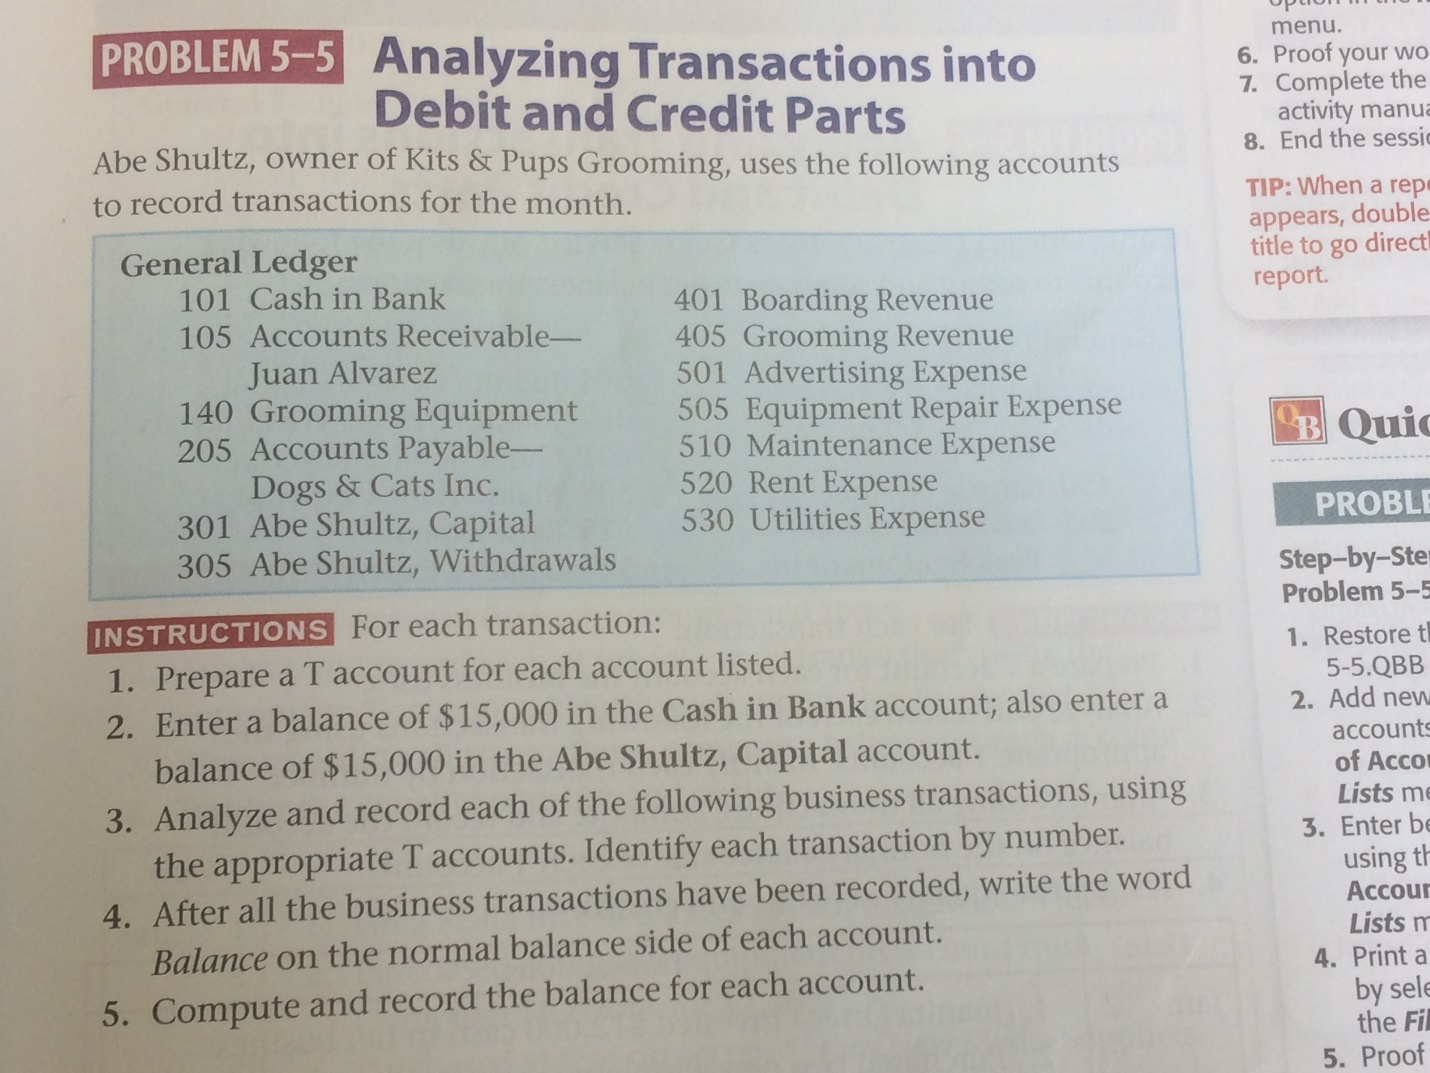 PROBLEM 5–5 Analyzing Transactions into
Debit and Credit Parts
Abe Shultz, owner of Kits & Pups Grooming, uses the following accounts
to record transactions for the month.
General Ledger
101 Cash in Bank
105 Accounts Receivable—
Juan Alvarez
140 Grooming Equipment
205 Accounts Payable—
Dogs & Cats Inc.
301 Abe Shultz, Capital
305 Abe Shultz, Withdrawals
401 Boarding Revenue
405 Grooming Revenue
501 Advertising Expense
505 Equipment Repair Expense
510 Maintenance Expense
520 Rent Expense
530 Utilities Expense
INSTRUCTIONS For each transaction:
1. Prepare a T account for each account listed.
2. Enter a balance of $15,000 in the Cash in Bank account; also enter a
balance of $15,000 in the Abe Shultz, Capital account.
3. Analyze and record each of the following business transactions, using
the appropriate T accounts. Identify each transaction by number.
4. After all the business transactions have been recorded, write the word
Balance on the normal balance side of each account.
5. Compute and record the balance for each account.
menu.
6. Proof your wo
7. Complete the
activity manua
8. End the sessi
TIP: When a rep
appears, double
title to go direct
report.
QB Quic
PROBLE
Step–by–Ste
Problem 5–5
1. Restore t
5-5.QBB
2. Add new
accounts
of Acco
Lists me
3. Enter be
using th
Accour
Lists m
4. Print a
by sele
the Fil
5. Proof